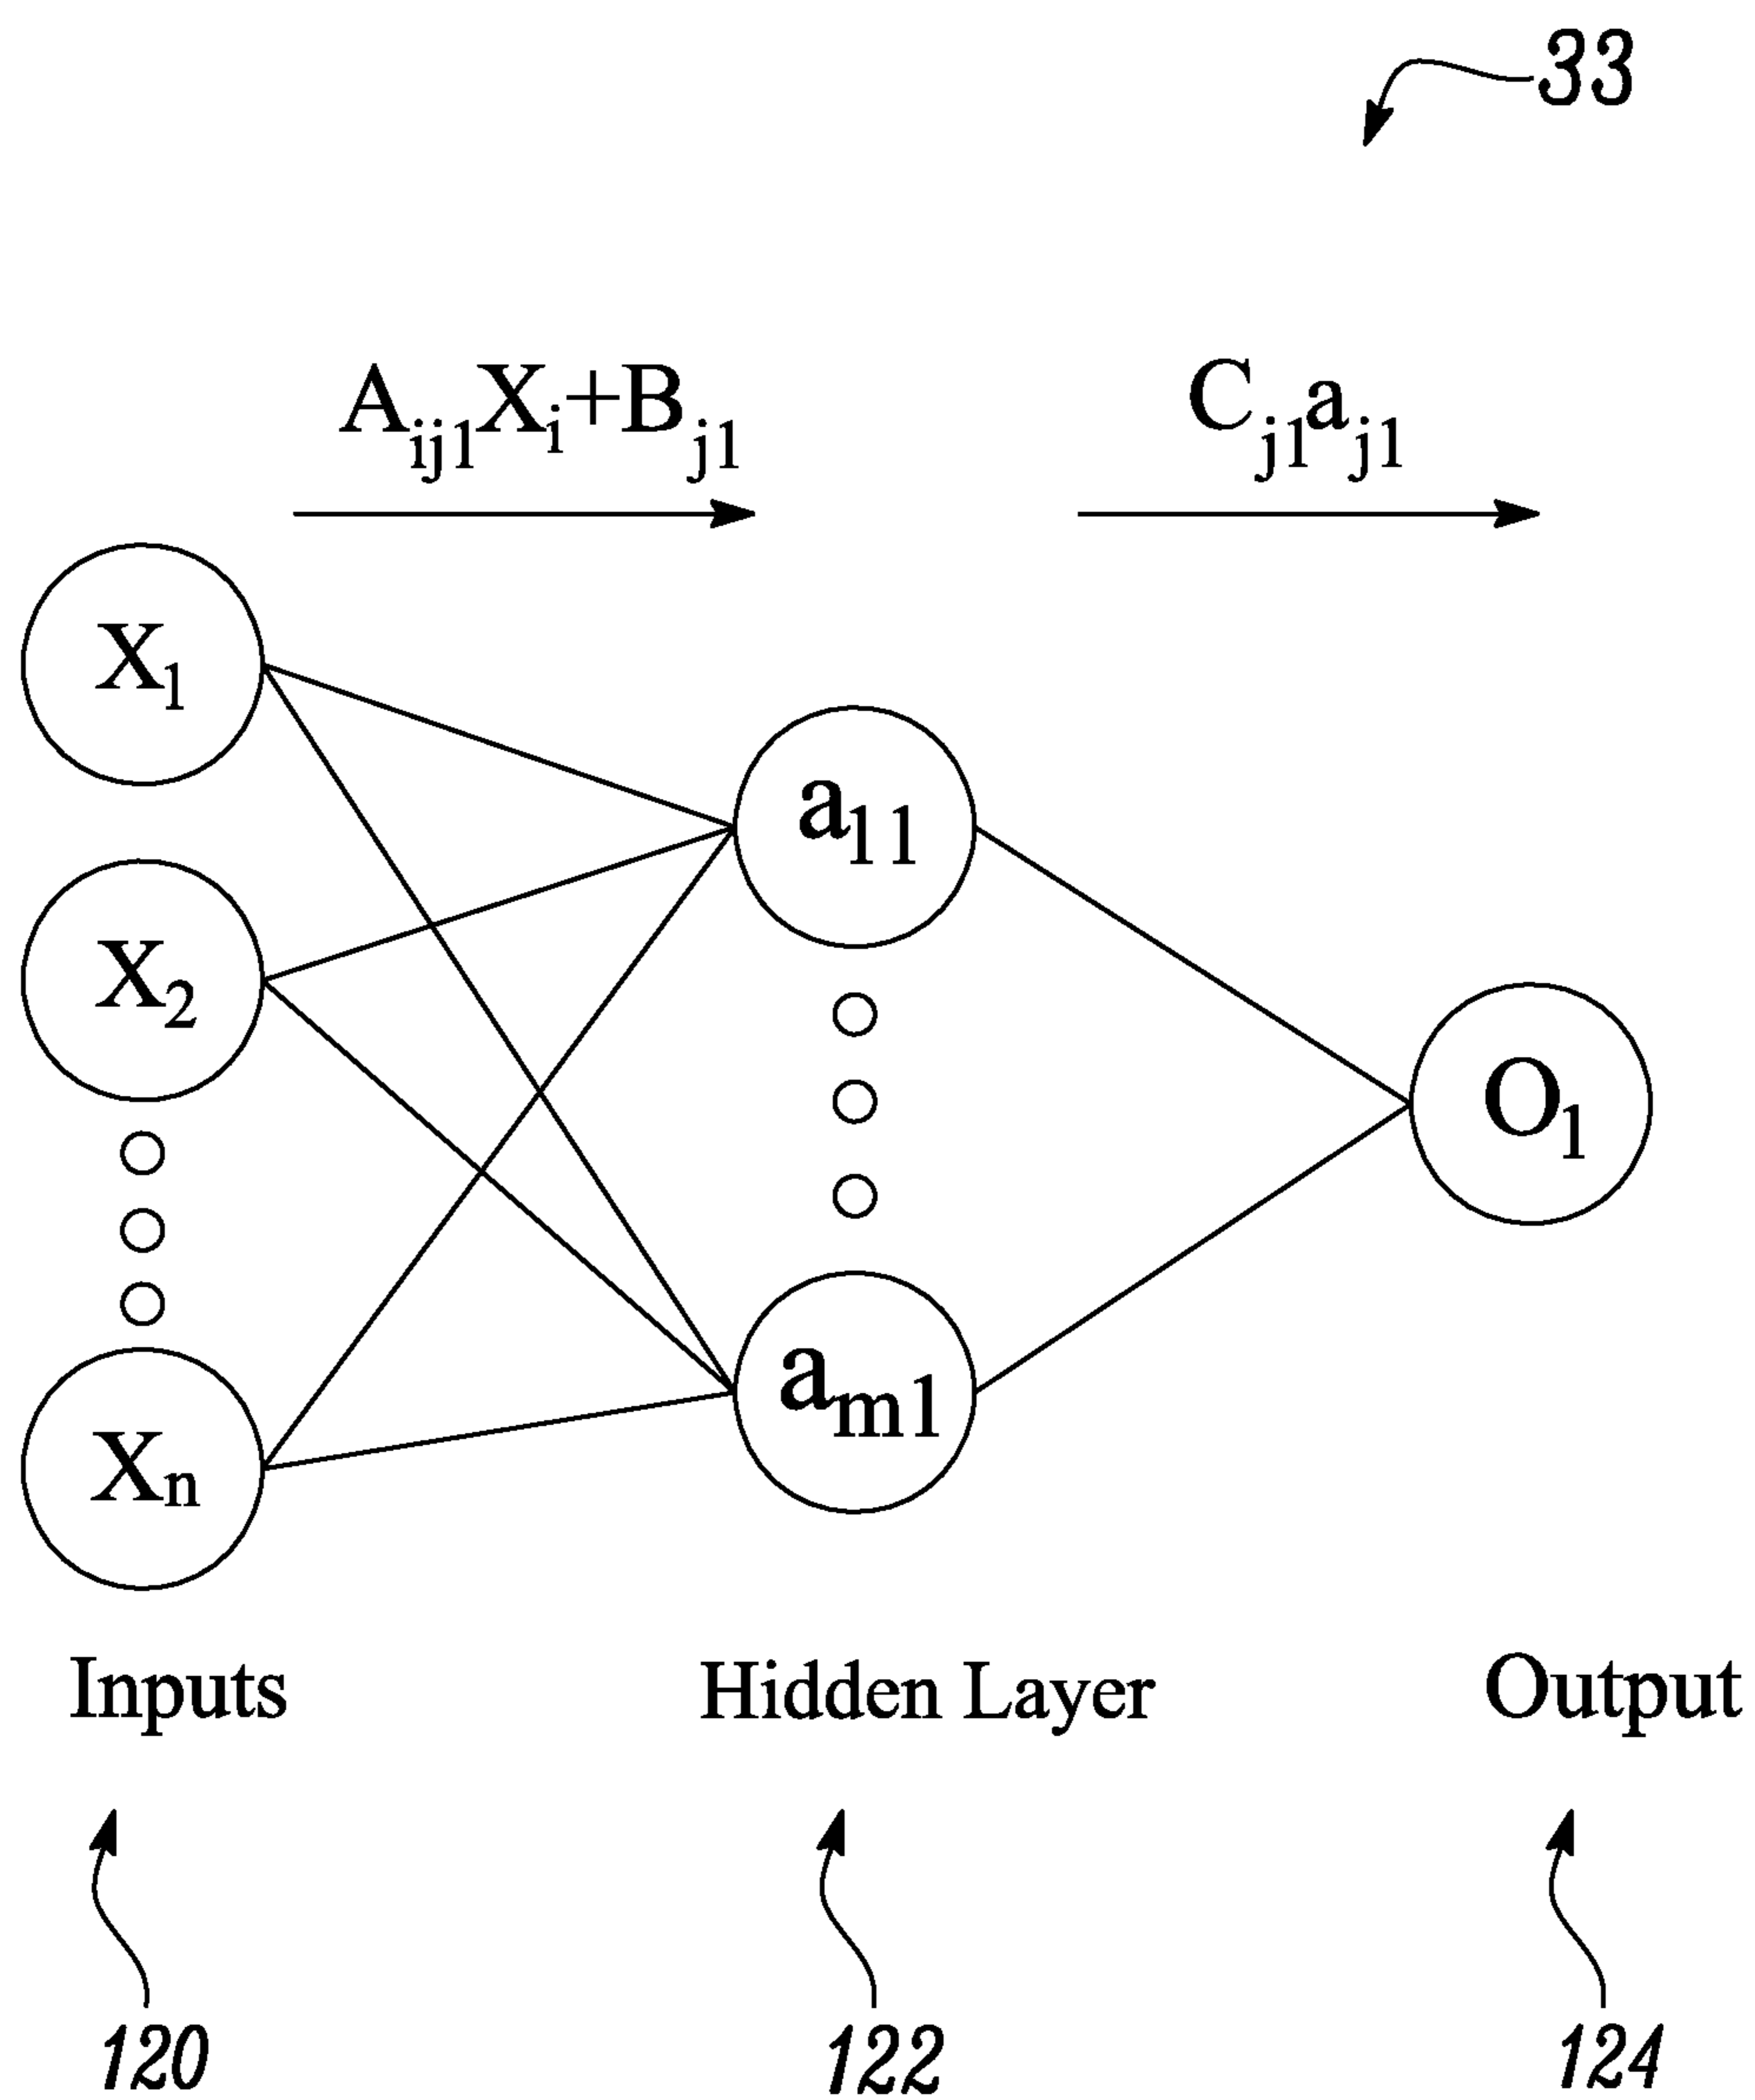 33
A_ij1X_i+B_j1
C_j1a_j1
X_1
X_2
X_n
a_11
a_m1
O_1
Inputs
Hidden Layer
Output
120
122
124